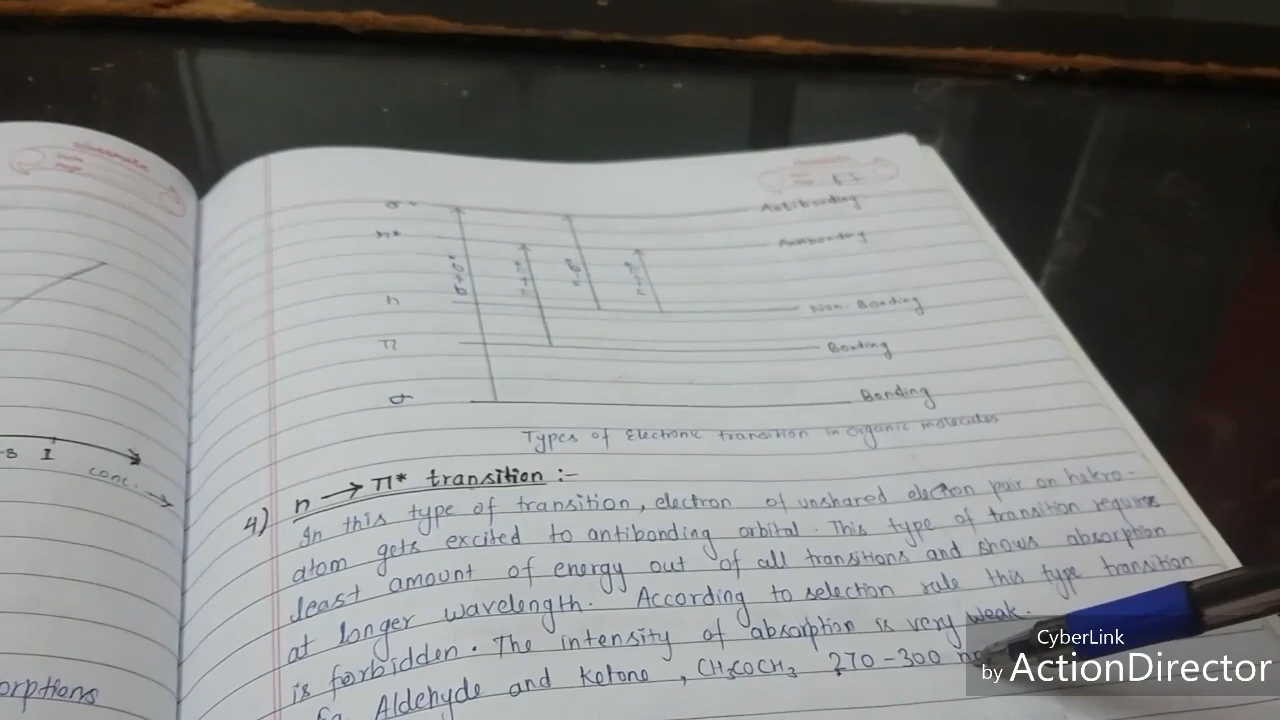 σ* Antibonding
π* Antibonding
n Non-Bonding
π Bonding
σ Bonding
σ→σ*
π→π*
n→σ*
n→π*
Types of Electronic transition in organic molecules
4) n → π* transition :-
In this type of transition, electron of unshared electron pair on hetro-
atom gets excited to antibonding orbital. This type of transition requires
least amount of energy out of all transitions and shows absorption
at longer wavelength. According to selection rule this type transition
is forbidden. The intensity of absorption is very weak.
Eg Aldehyde and Ketone, CH3COCH3 270-300
-B I
conc. →
orptions
CyberLink
by ActionDirector